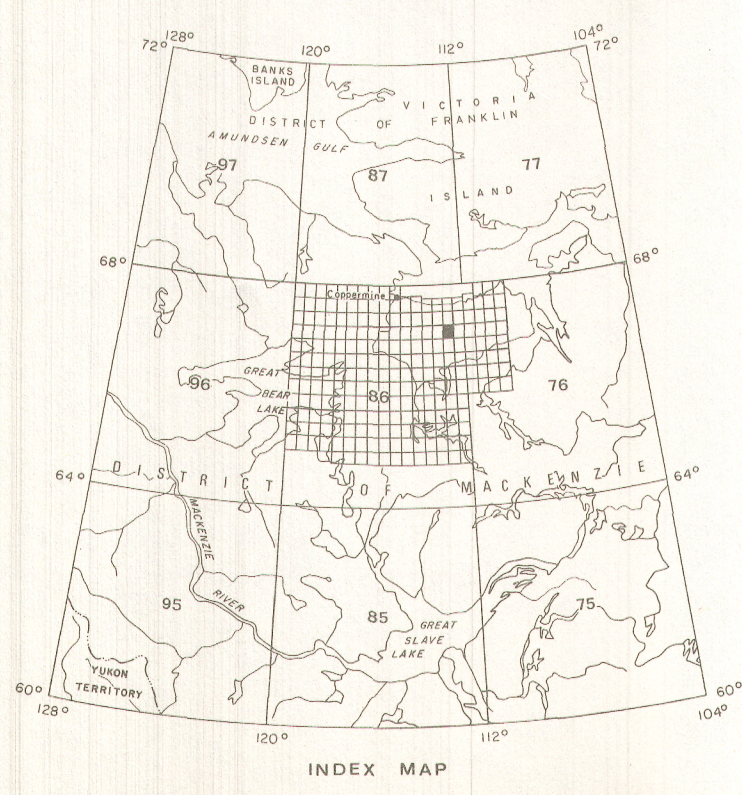 128°
72°
120°
112°
104°
72°
BANKS
ISLAND
VICTORIA
DISTRICT OF FRANKLIN
AMUNDSEN GULF
97
87
77
ISLAND
68°
68°
Coppermine
GREAT
96
BEAR
86
76
LAKE
64°
DISTRICT OF MACKENZIE
64°
MACKENZIE
RIVER
95
85
75
GREAT
SLAVE
LAKE
YUKON
TERRITORY
60°
128°
60°
104°
120°
112°
INDEX MAP